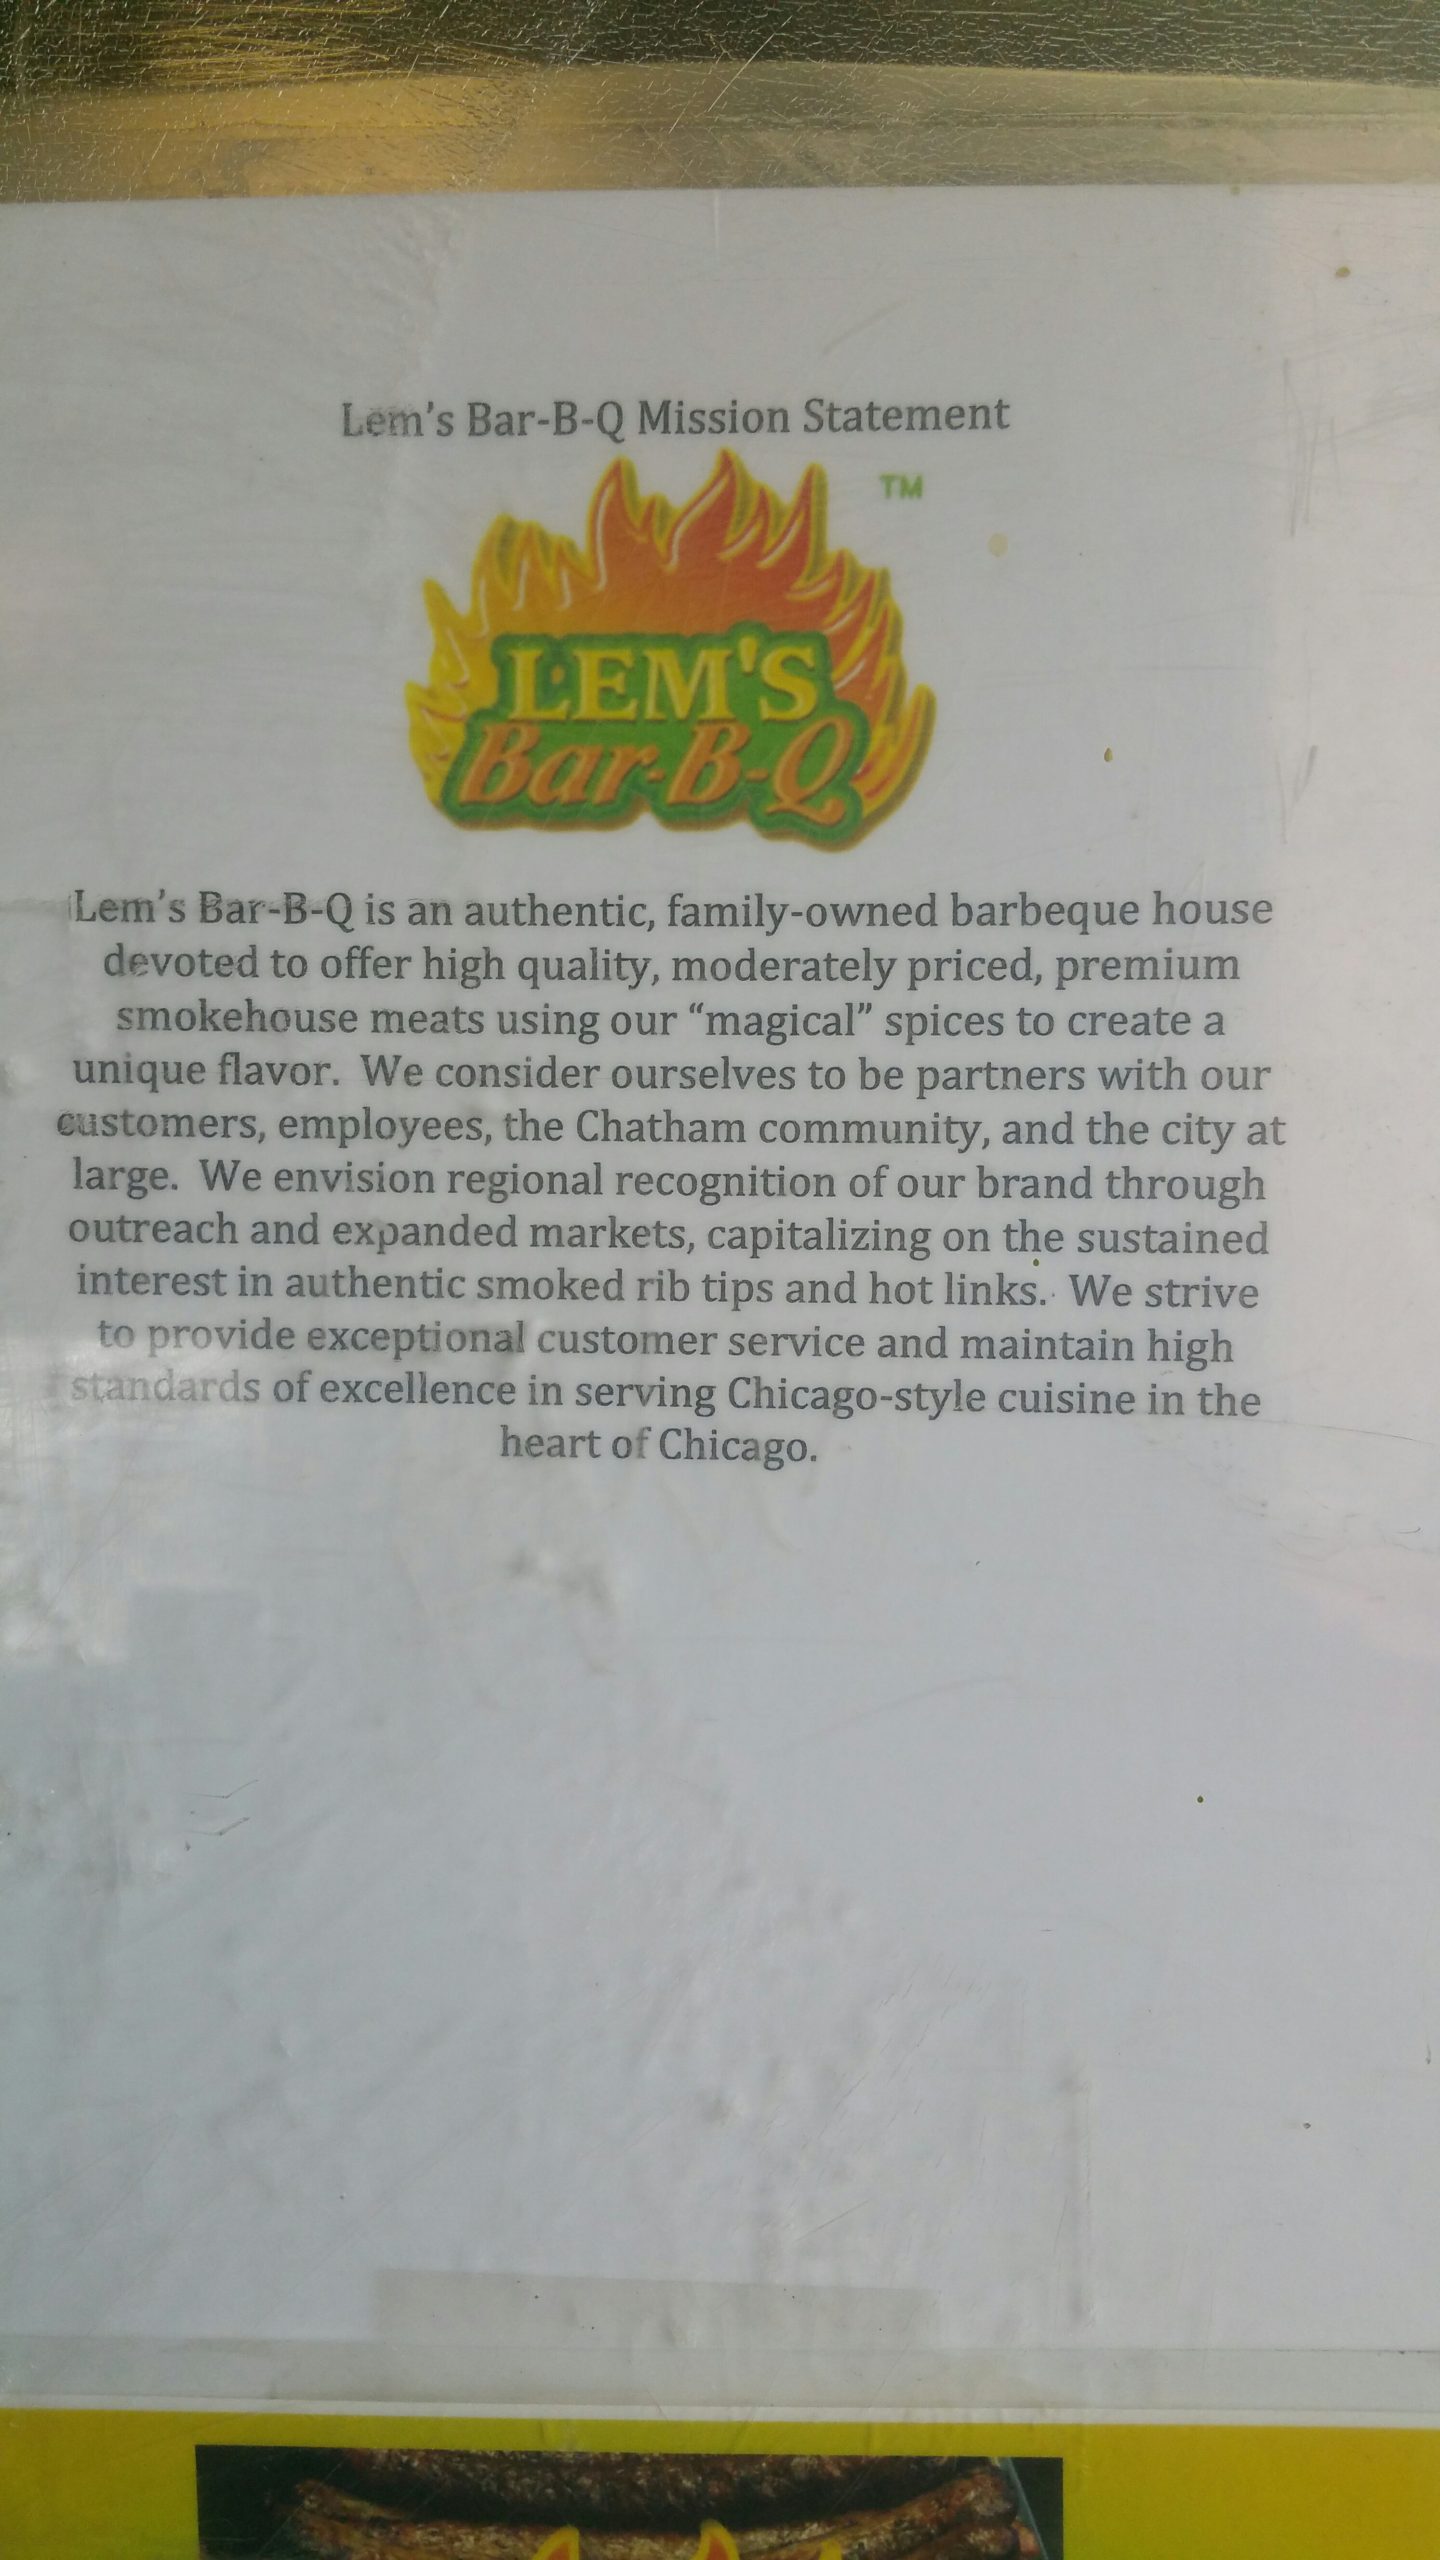 Lem's Bar-B-Q Mission Statement
TM
LEM'S
Bar-B-Q
Lem's Bar-B-Q is an authentic, family-owned barbeque house
devoted to offer high quality, moderately priced, premium
smokehouse meats using our “magical” spices to create a
unique flavor.  We consider ourselves to be partners with our
customers, employees, the Chatham community, and the city at
large.  We envision regional recognition of our brand through
outreach and expanded markets, capitalizing on the sustained
interest in authentic smoked rib tips and hot links.  We strive
to provide exceptional customer service and maintain high
standards of excellence in serving Chicago-style cuisine in the
heart of Chicago.